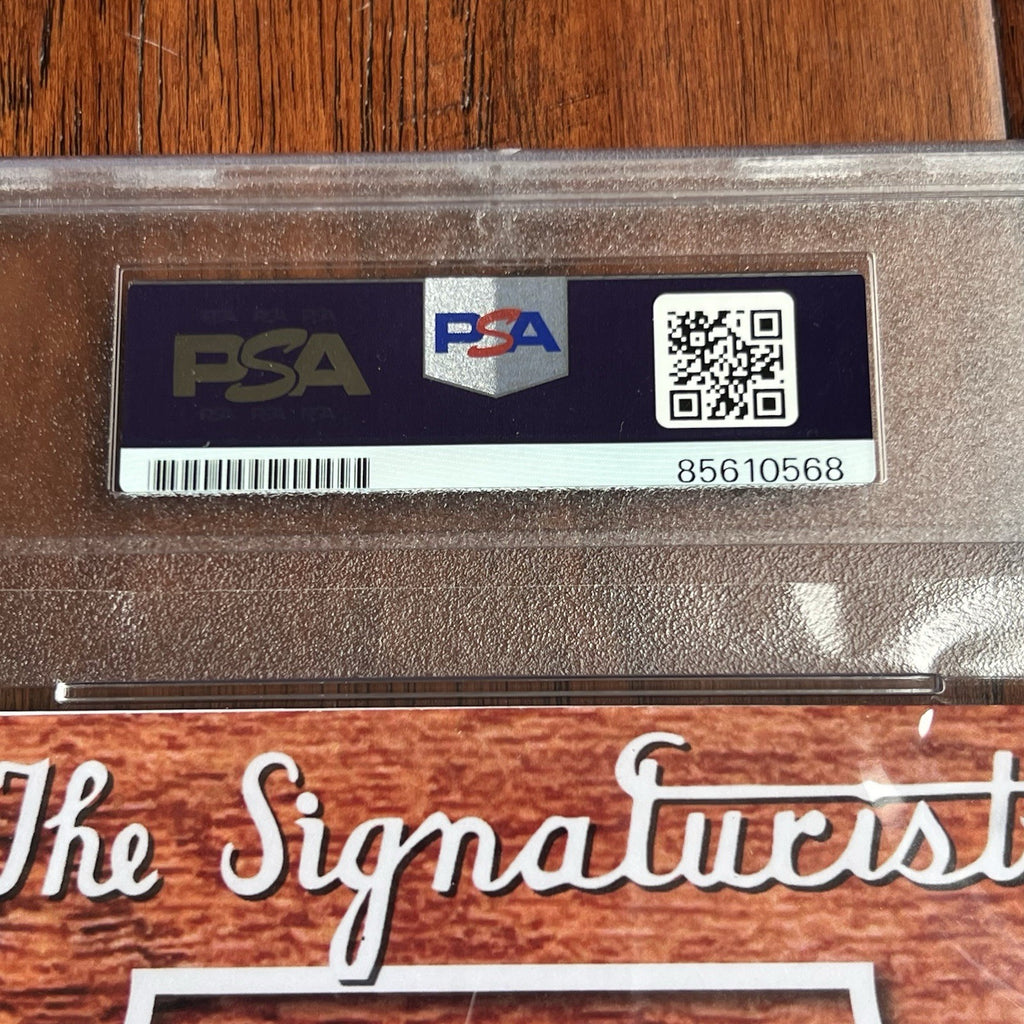 PSA
PSA
85610568
The Signaturist